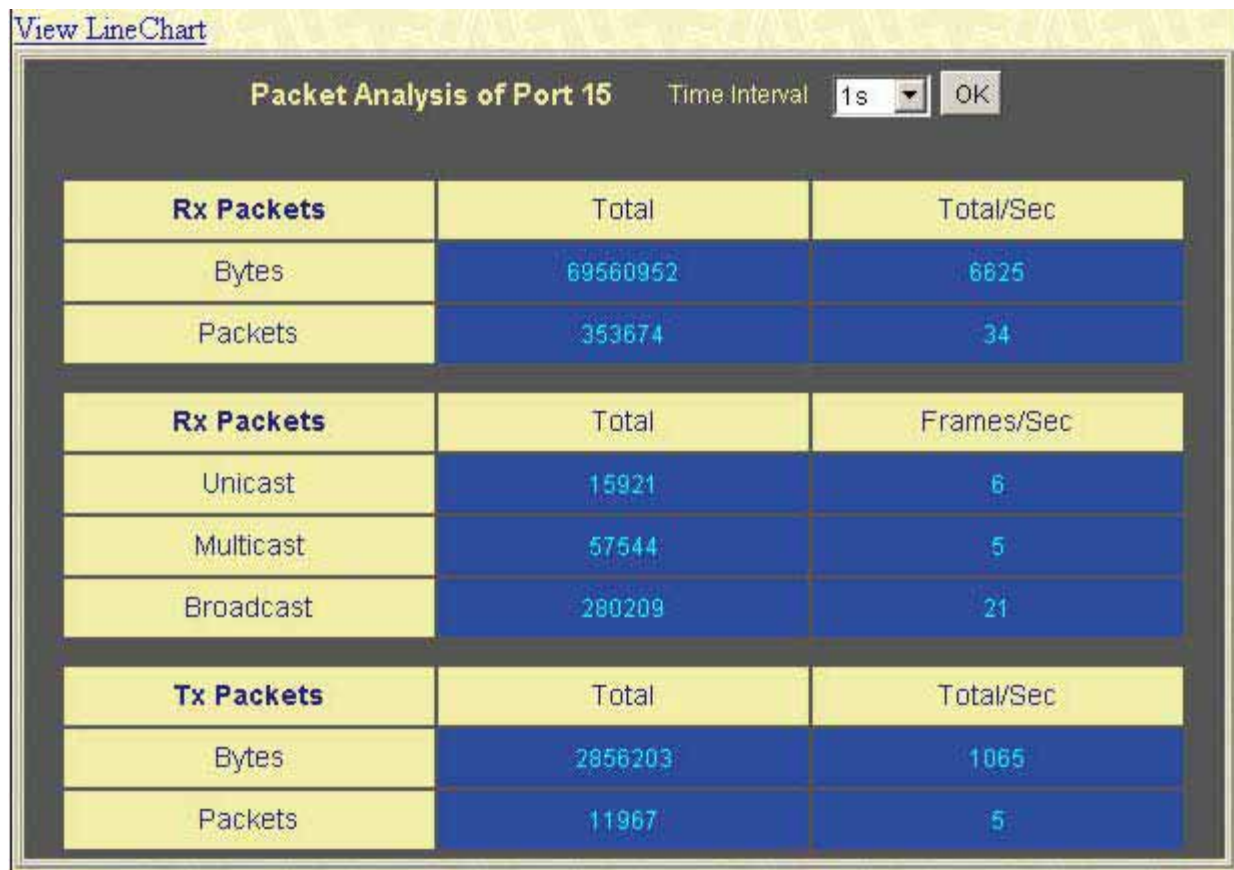 View LineChart
Packet Analysis of Port 15 Time Interval 1s OK
Rx Packets Total Total/Sec
Bytes 69560952 6625
Packets 353674 34
Rx Packets Total Frames/Sec
Unicast 15921 6
Multicast 57544 5
Broadcast 280209 21
Tx Packets Total Total/Sec
Bytes 2856203 1065
Packets 11967 5